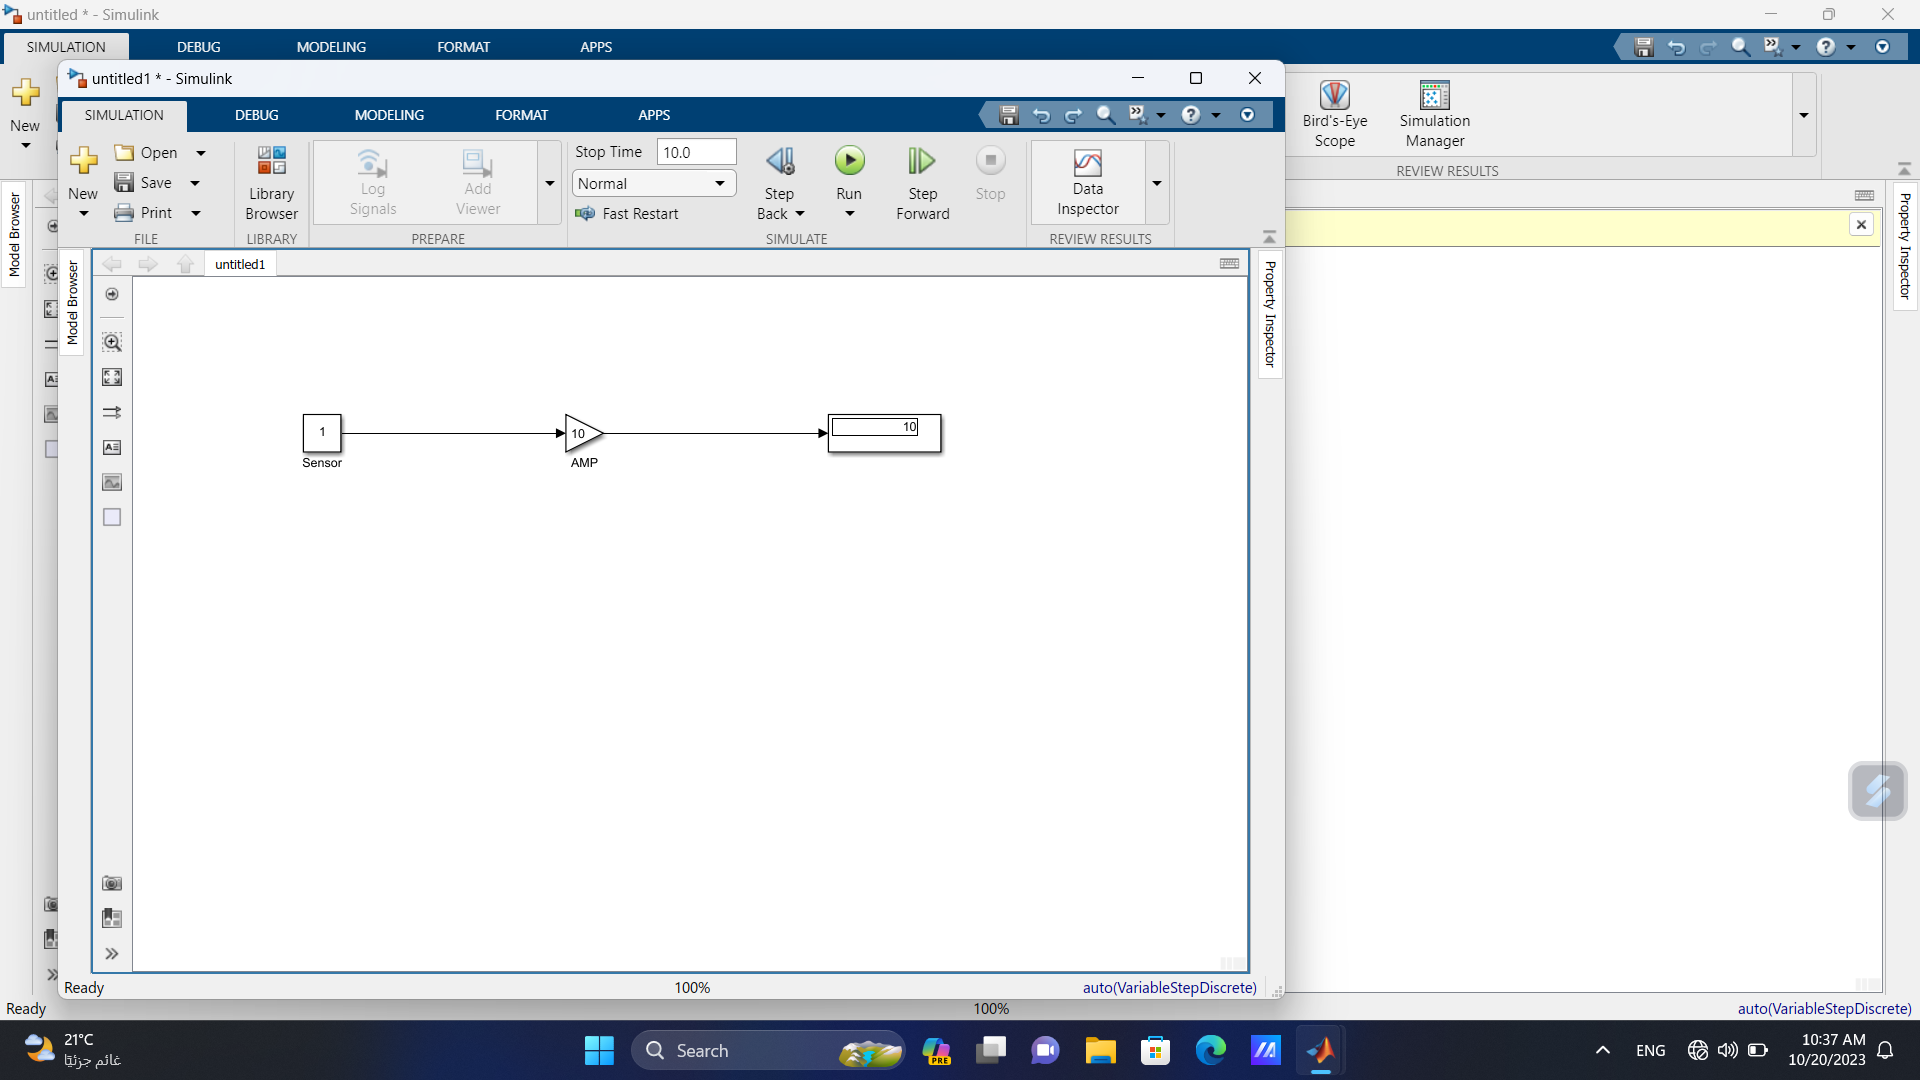 untitled * - Simulink
SIMULATION DEBUG MODELING FORMAT APPS
New
Bird's-Eye Scope
Simulation Manager
REVIEW RESULTS
Model Browser
Property Inspector
untitled1 * - Simulink
SIMULATION DEBUG MODELING FORMAT APPS
New
Open
Save
Print
FILE
Library Browser
LIBRARY
Log Signals
Add Viewer
PREPARE
Stop Time 10.0
Normal
Fast Restart
Step Back
Run
Step Forward
Stop
SIMULATE
Data Inspector
REVIEW RESULTS
Model Browser
untitled1
Property Inspector
1
Sensor
10
AMP
10
Ready 100% auto(VariableStepDiscrete)
Ready 100% auto(VariableStepDiscrete)
21°C
غائم جزئيًا
Search
PRE
ENG
10:37 AM
10/20/2023